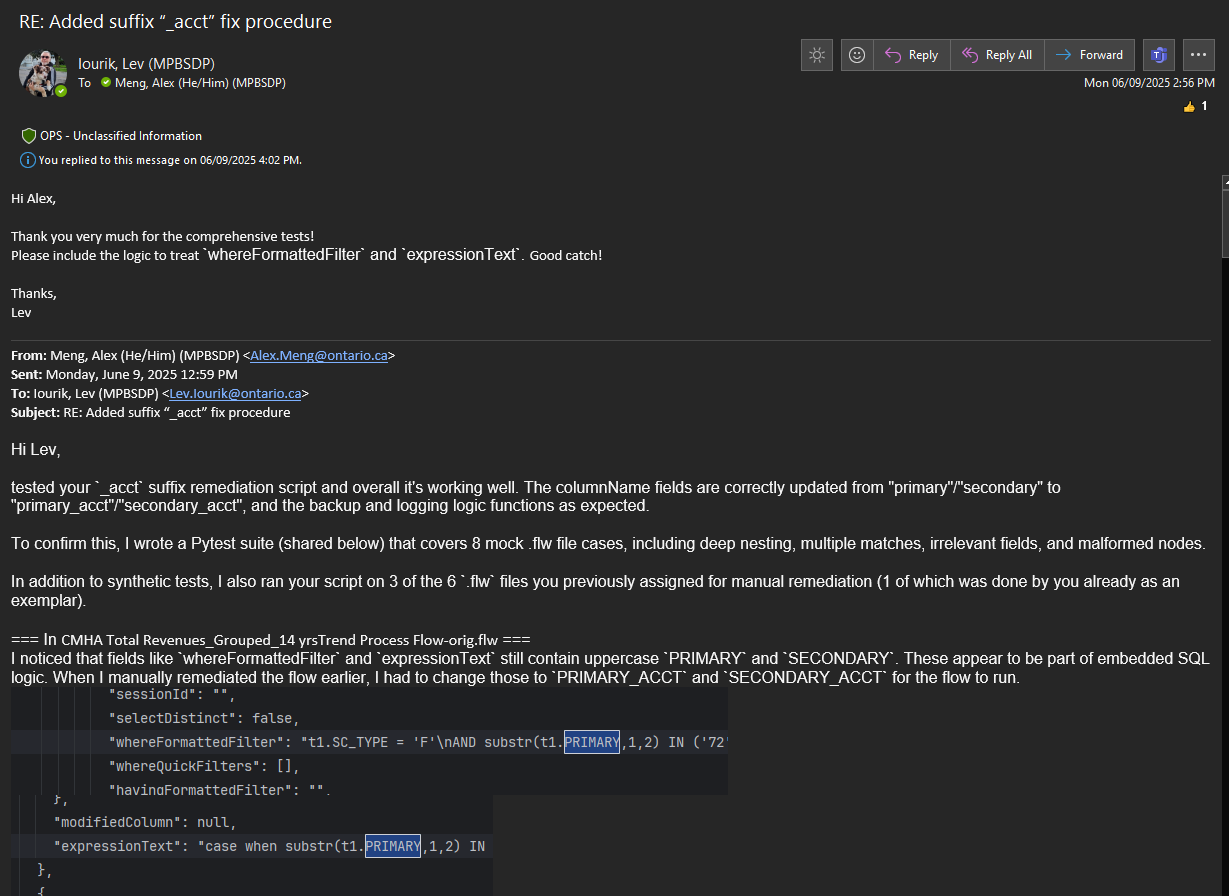 RE: Added suffix “_acct” fix procedure
Iourik, Lev (MPBSDP)
To Meng, Alex (He/Him) (MPBSDP)
Reply
Reply All
Forward
Mon 06/09/2025 2:56 PM
1
OPS - Unclassified Information
You replied to this message on 06/09/2025 4:02 PM.
Hi Alex,
Thank you very much for the comprehensive tests!
Please include the logic to treat `whereFormattedFilter` and `expressionText`. Good catch!
Thanks,
Lev
From: Meng, Alex (He/Him) (MPBSDP) <Alex.Meng@ontario.ca>
Sent: Monday, June 9, 2025 12:59 PM
To: Iourik, Lev (MPBSDP) <Lev.Iourik@ontario.ca>
Subject: RE: Added suffix “_acct” fix procedure
Hi Lev,
tested your `_acct` suffix remediation script and overall it's working well. The columnName fields are correctly updated from "primary"/"secondary" to
"primary_acct"/"secondary_acct", and the backup and logging logic functions as expected.
To confirm this, I wrote a Pytest suite (shared below) that covers 8 mock .flw file cases, including deep nesting, multiple matches, irrelevant fields, and malformed nodes.
In addition to synthetic tests, I also ran your script on 3 of the 6 `.flw` files you previously assigned for manual remediation (1 of which was done by you already as an
exemplar).
=== In CMHA Total Revenues_Grouped_14 yrsTrend Process Flow-orig.flw ===
I noticed that fields like `whereFormattedFilter` and `expressionText` still contain uppercase `PRIMARY` and `SECONDARY`. These appear to be part of embedded SQL
logic. When I manually remediated the flow earlier, I had to change those to `PRIMARY_ACCT` and `SECONDARY_ACCT` for the flow to run.
"sessionId": "",
"selectDistinct": false,
"whereFormattedFilter": "t1.SC_TYPE = 'F'\nAND substr(t1.PRIMARY,1,2) IN ('72'
"whereQuickFilters": [],
"havingFormattedFilter": "",
},
"modifiedColumn": null,
"expressionText": "case when substr(t1.PRIMARY,1,2) IN
},
{